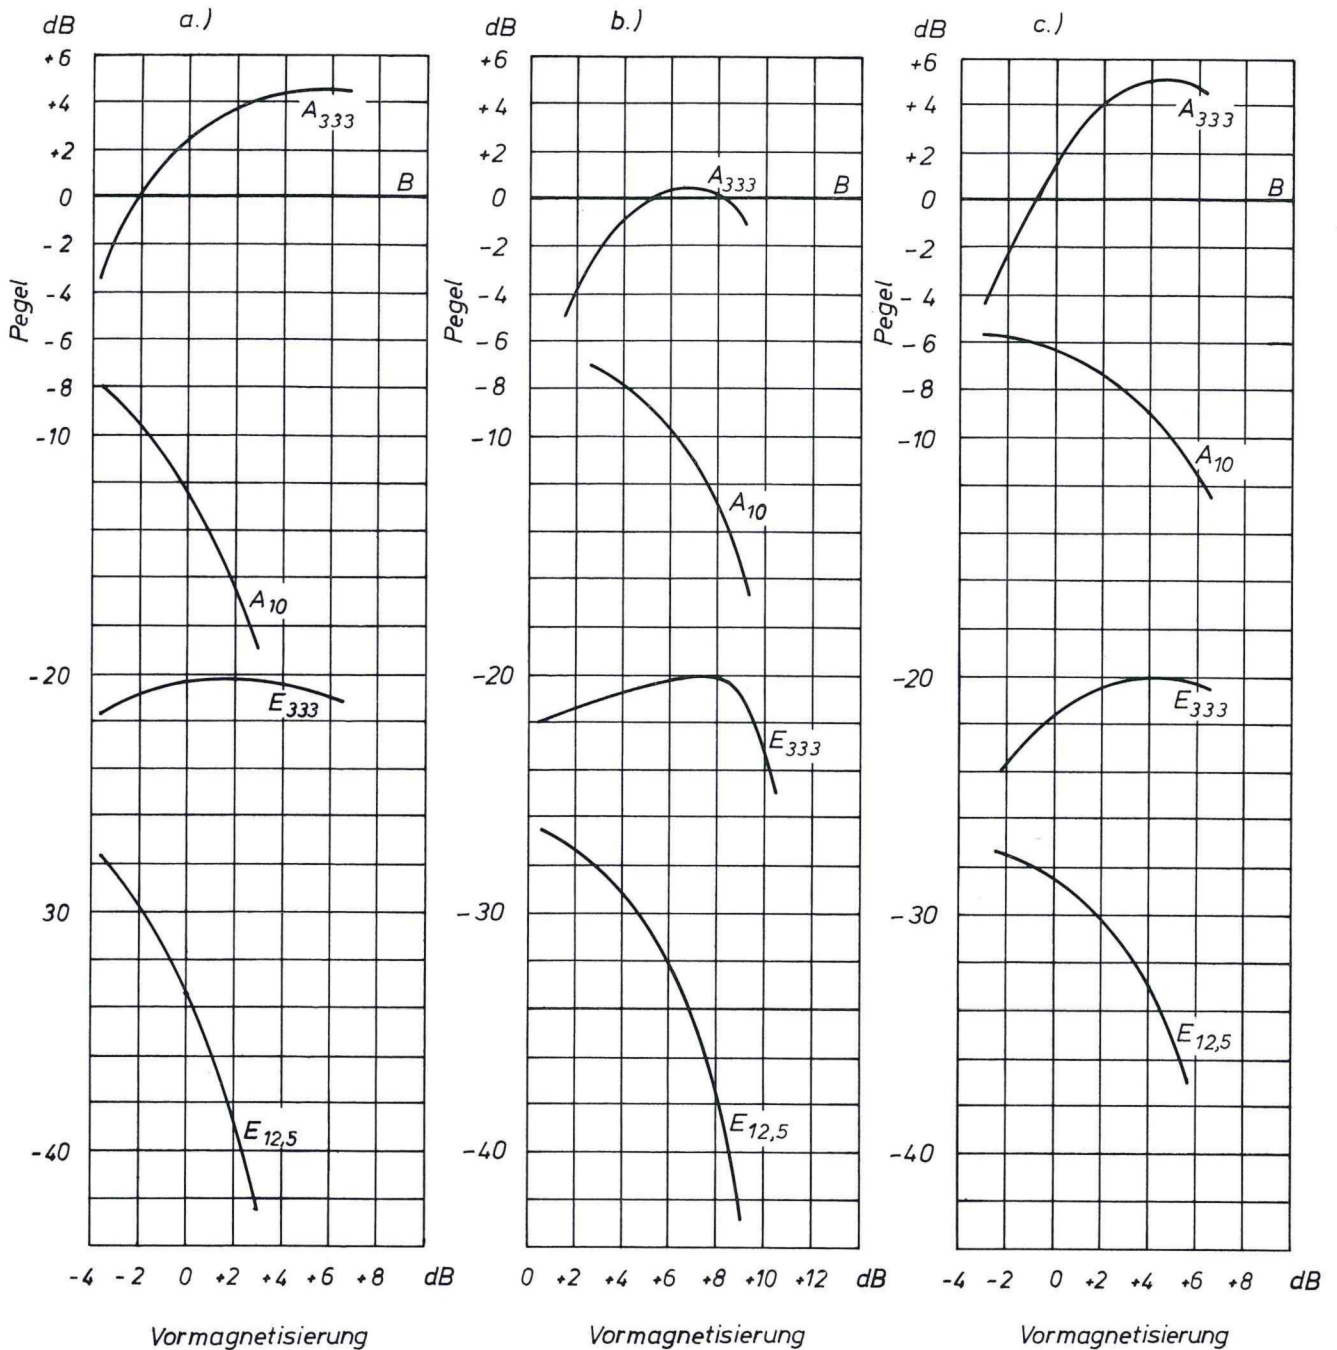 a.)
dB
+6
+4
+2
0
-2
-4
-6
-8
-10
-20
30
-40
Pegel
A333
B
A10
E333
E12,5
-4 -2 0 +2 +4 +6 +8 dB
Vormagnetisierung
b.)
dB
+6
+4
+2
0
-2
-4
-6
-8
-10
-20
-30
-40
Pegel
A333
B
A10
E333
E12,5
0 +2 +4 +6 +8 +10 +12 dB
Vormagnetisierung
c.)
dB
+6
+4
+2
0
-2
-4
-6
-8
-10
-20
-30
-40
Pegel
A333
B
A10
E333
E12,5
-4 -2 0 +2 +4 +6 +8 dB
Vormagnetisierung